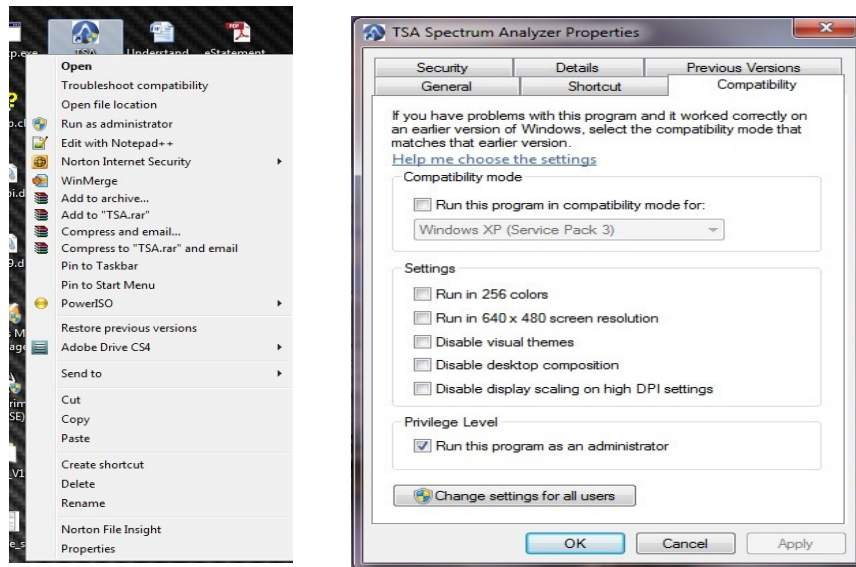 p.exe
TSA
Understand
eStatement
Open
Troubleshoot compatibility
Open file location
Run as administrator
Edit with Notepad++
Norton Internet Security
WinMerge
Add to archive...
Add to "TSA.rar"
Compress and email...
Compress to "TSA.rar" and email
Pin to Taskbar
Pin to Start Menu
PowerISO
Restore previous versions
Adobe Drive CS4
Send to
Cut
Copy
Paste
Create shortcut
Delete
Rename
Norton File Insight
Properties
TSA Spectrum Analyzer Properties
Security Details Previous Versions
General Shortcut Compatibility
If you have problems with this program and it worked correctly on
an earlier version of Windows, select the compatibility mode that
matches that earlier version.
Help me choose the settings
Compatibility mode
Run this program in compatibility mode for:
Windows XP (Service Pack 3)
Settings
Run in 256 colors
Run in 640 x 480 screen resolution
Disable visual themes
Disable desktop composition
Disable display scaling on high DPI settings
Privilege Level
Run this program as an administrator
Change settings for all users
OK Cancel Apply